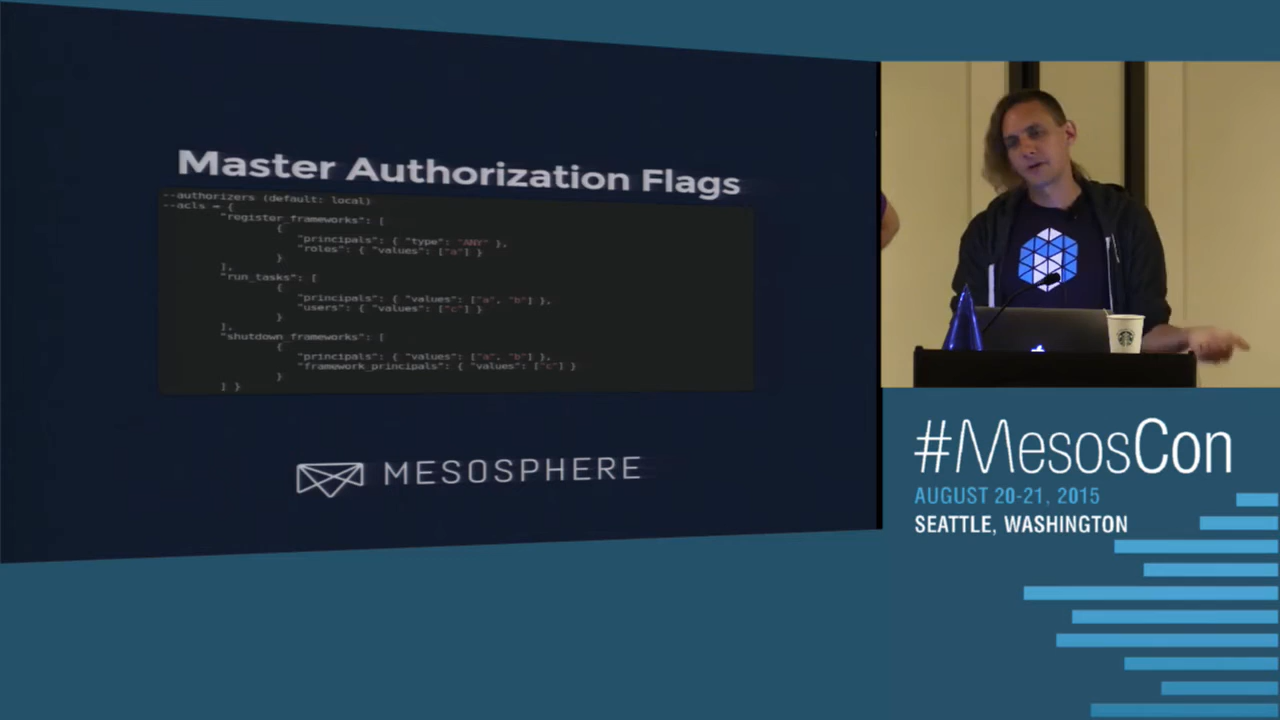 Master Authorization Flags
--authorizers (default: local)
--acls = {
"register_frameworks": [
{
"principals": { "type": "ANY" },
"roles": { "values": ["a"] }
}
],
"run_tasks": [
{
"principals": { "values": ["a", "b"] },
"users": { "values": ["c"] }
}
],
"shutdown_frameworks": [
{
"principals": { "values": ["a", "b"] },
"framework_principals": { "values": ["c"] }
}
] }
MESOSPHERE
#MesosCon
AUGUST 20-21, 2015
SEATTLE, WASHINGTON